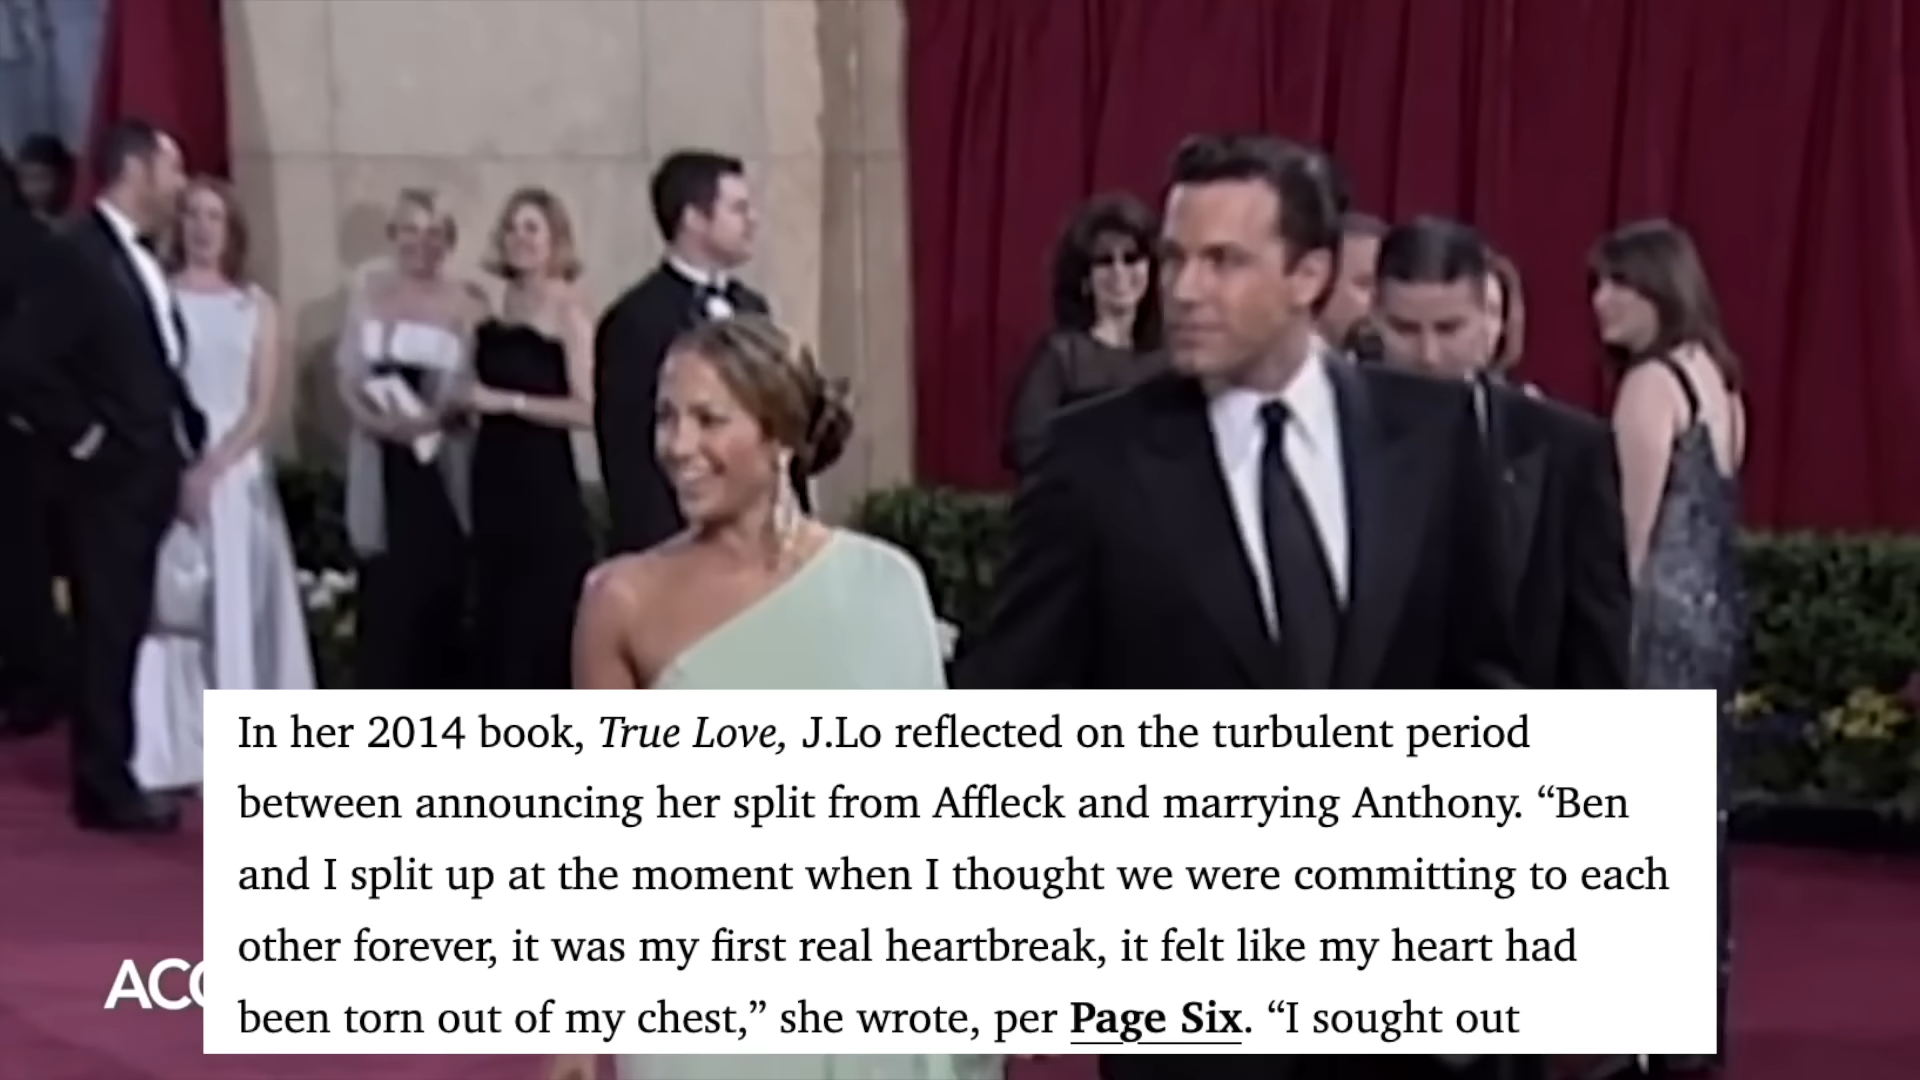 In her 2014 book, True Love, J.Lo reflected on the turbulent period
between announcing her split from Affleck and marrying Anthony. “Ben
and I split up at the moment when I thought we were committing to each
other forever, it was my first real heartbreak, it felt like my heart had
been torn out of my chest,” she wrote, per Page Six. “I sought out